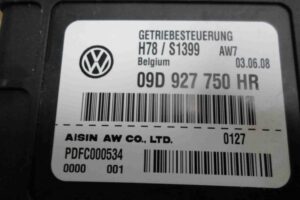 GETRIEBESTEUERUNG
H78 / S1399 AW7
Belgium 03.06.08
09D 927 750 HR
AISIN AW CO., LTD. 0127
PDFC000534
0000 001